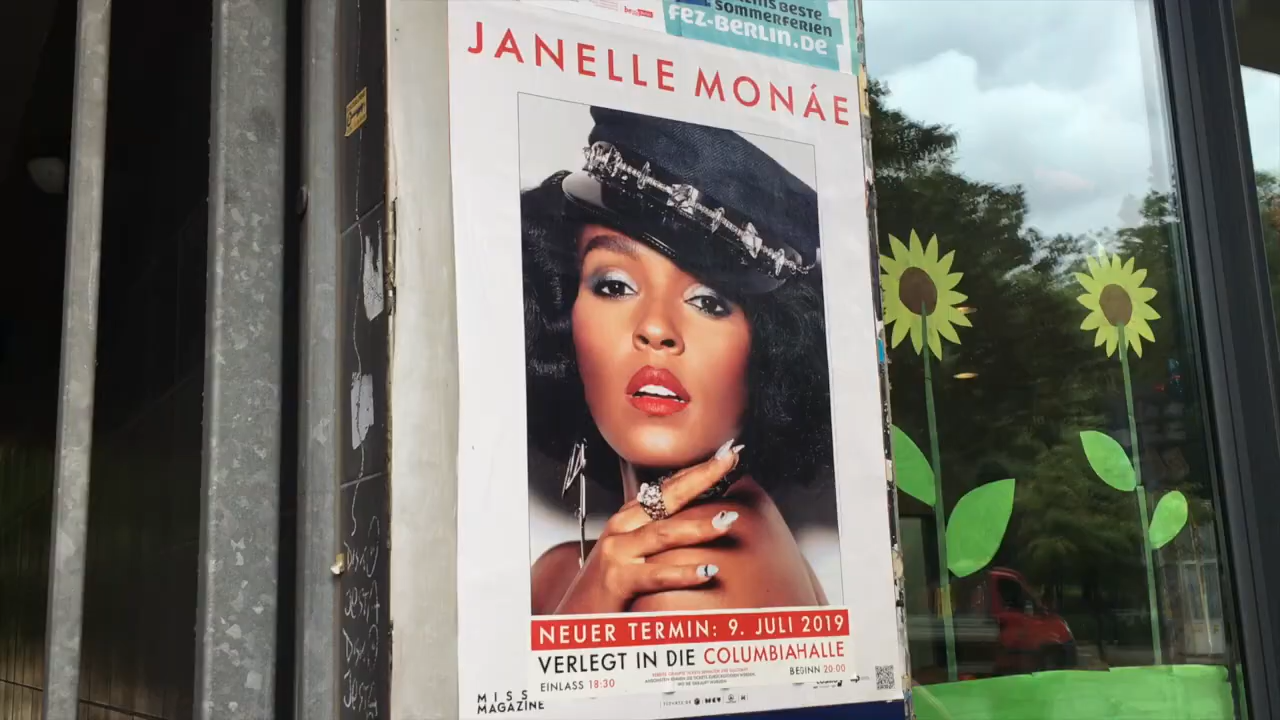 BESTE
SOMMERFERIEN
FEZ-BERLIN.DE
JANELLE MONÁE
NEUER TERMIN: 9. JULI 2019
VERLEGT IN DIE COLUMBIAHALLE
EINLASS 18:30
BEGINN 20:00
MISS
MAGAZINE